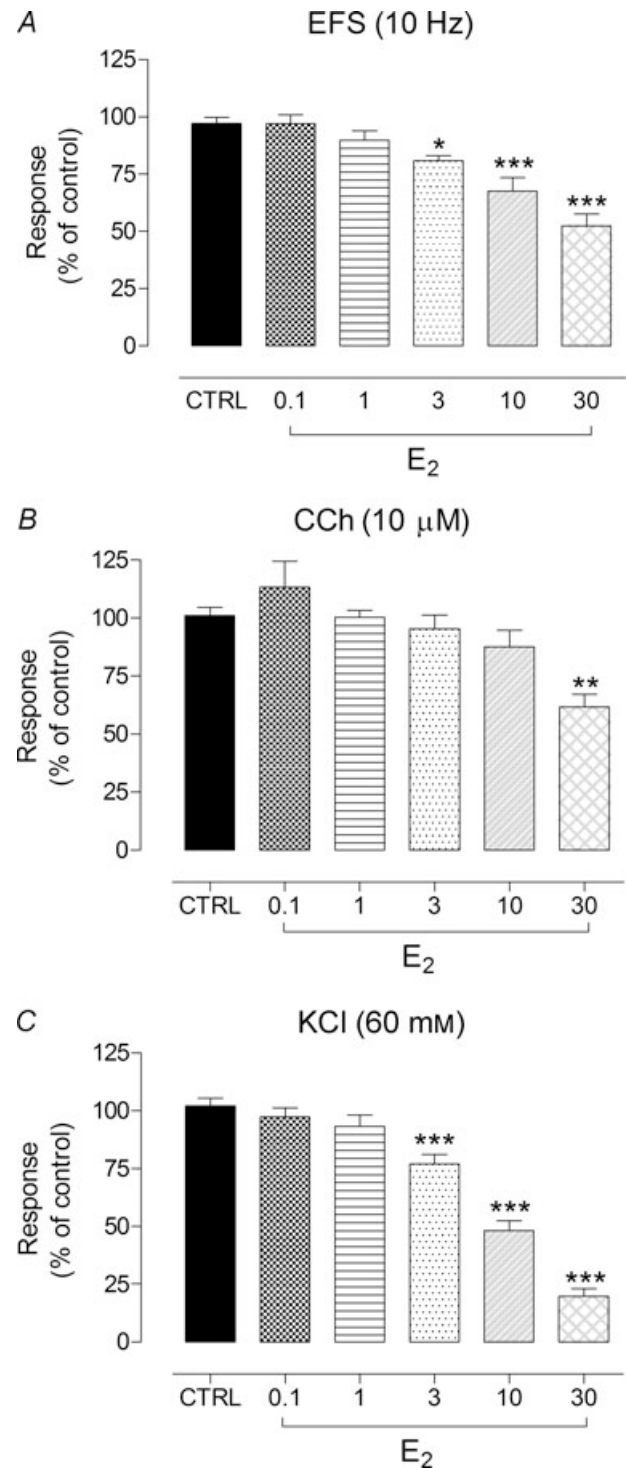 A EFS (10 Hz)
Response
(% of control)
125
100
75
50
25
0
*
***
***
CTRL 0.1 1 3 10 30
E2
B CCh (10 μM)
Response
(% of control)
125
100
75
50
25
0
**
CTRL 0.1 1 3 10 30
E2
C KCl (60 mM)
Response
(% of control)
125
100
75
50
25
0
***
***
***
CTRL 0.1 1 3 10 30
E2